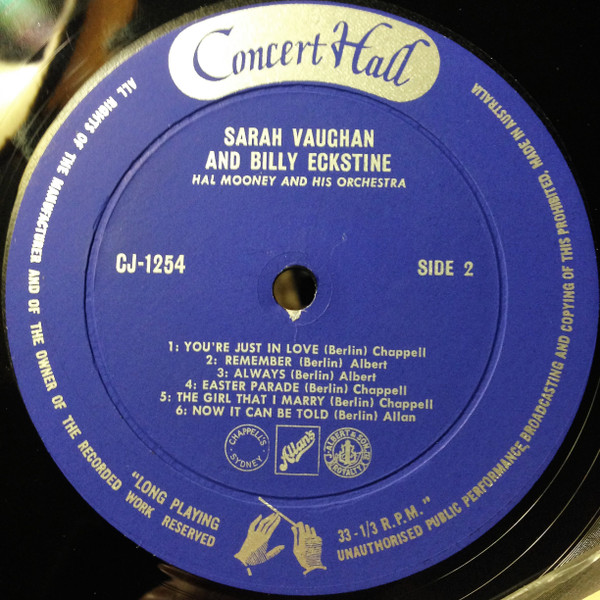 Concert Hall
SARAH VAUGHAN
AND BILLY ECKSTINE
HAL MOONEY AND HIS ORCHESTRA
CJ-1254
SIDE 2
1: YOU'RE JUST IN LOVE (Berlin) Chappell
2: REMEMBER (Berlin) Albert
3: ALWAYS (Berlin) Albert
4: EASTER PARADE (Berlin) Chappell
5: THE GIRL THAT I MARRY (Berlin) Chappell
6: NOW IT CAN BE TOLD (Berlin) Allan
CHAPPELL'S
SYDNEY
Allan's
J. ALBERT & SON
ROYALTY
ALL RIGHTS OF THE MANUFACTURER AND OF THE OWNER OF THE RECORDED WORK RESERVED
"LONG PLAYING
33-1/3 R.P.M."
UNAUTHORISED PUBLIC PERFORMANCE, BROADCASTING AND COPYING OF THIS PROHIBITED. MADE IN AUSTRALIA